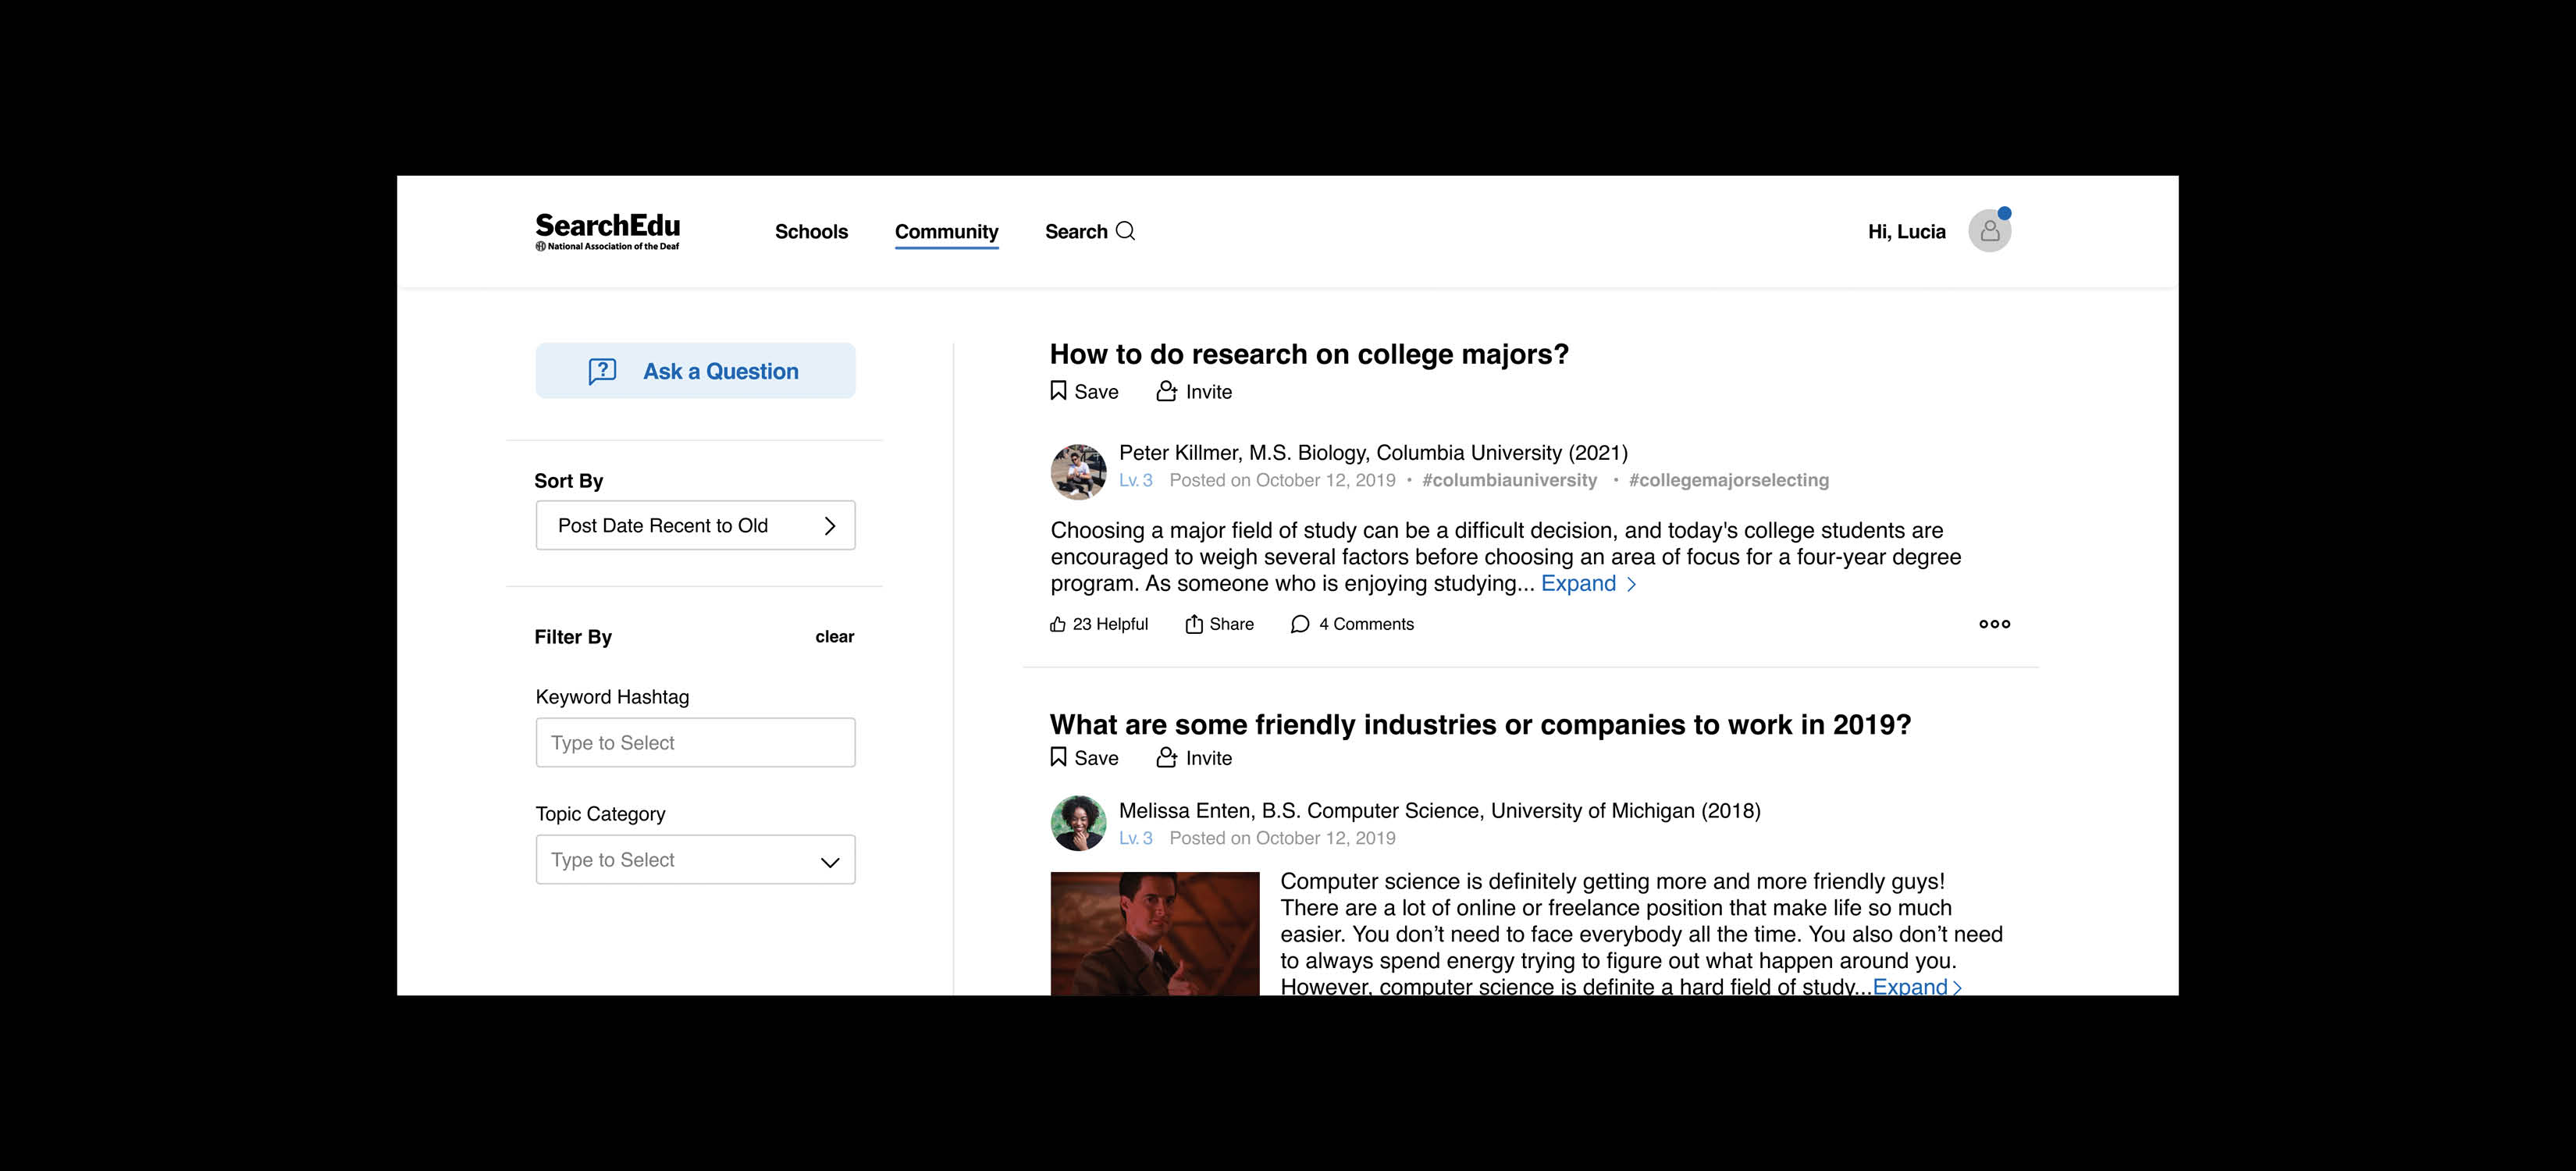 SearchEdu
National Association of the Deaf
Schools
Community
Search
Hi, Lucia
Ask a Question
Sort By
Post Date Recent to Old
Filter By
clear
Keyword Hashtag
Type to Select
Topic Category
Type to Select
How to do research on college majors?
Save
Invite
Peter Killmer, M.S. Biology, Columbia University (2021)
Lv. 3 Posted on October 12, 2019 • #columbiauniversity • #collegemajorselecting
Choosing a major field of study can be a difficult decision, and today's college students are
encouraged to weigh several factors before choosing an area of focus for a four-year degree
program. As someone who is enjoying studying... Expand >
23 Helpful
Share
4 Comments
What are some friendly industries or companies to work in 2019?
Save
Invite
Melissa Enten, B.S. Computer Science, University of Michigan (2018)
Lv. 3 Posted on October 12, 2019
Computer science is definitely getting more and more friendly guys!
There are a lot of online or freelance position that make life so much
easier. You don’t need to face everybody all the time. You also don’t need
to always spend energy trying to figure out what happen around you.
However, computer science is definite a hard field of study...Expand >